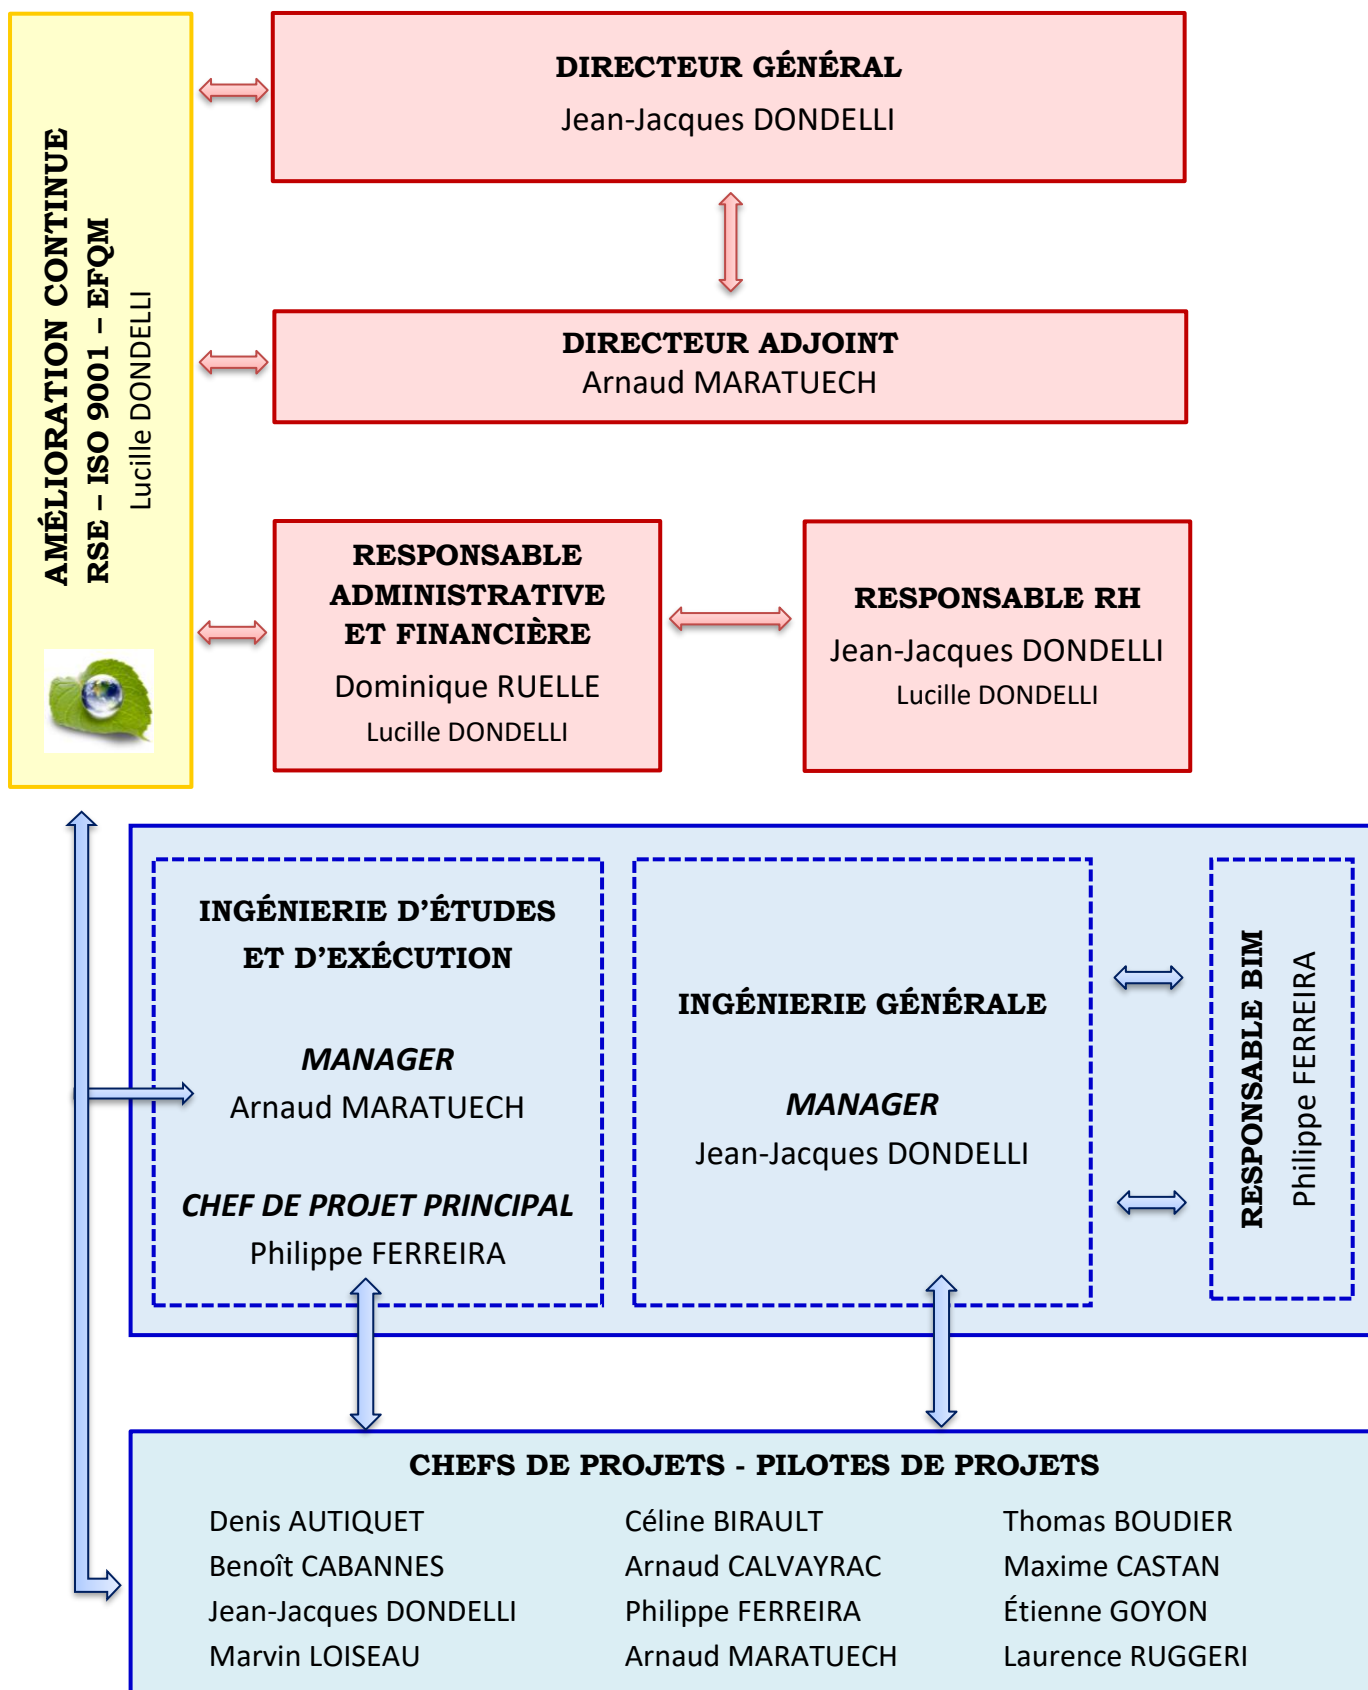 AMÉLIORATION CONTINUE
RSE – ISO 9001 – EFQM
Lucille DONDELLI
DIRECTEUR GÉNÉRAL
Jean-Jacques DONDELLI
DIRECTEUR ADJOINT
Arnaud MARATUECH
RESPONSABLE
ADMINISTRATIVE
ET FINANCIÈRE
Dominique RUELLE
Lucille DONDELLI
RESPONSABLE RH
Jean-Jacques DONDELLI
Lucille DONDELLI
INGÉNIERIE D’ÉTUDES
ET D’EXÉCUTION
MANAGER
Arnaud MARATUECH
CHEF DE PROJET PRINCIPAL
Philippe FERREIRA
INGÉNIERIE GÉNÉRALE
MANAGER
Jean-Jacques DONDELLI
RESPONSABLE BIM
Philippe FERREIRA
CHEFS DE PROJETS - PILOTES DE PROJETS
Denis AUTIQUET Céline BIRAULT Thomas BOUDIER
Benoît CABANNES Arnaud CALVAYRAC Maxime CASTAN
Jean-Jacques DONDELLI Philippe FERREIRA Étienne GOYON
Marvin LOISEAU Arnaud MARATUECH Laurence RUGGERI